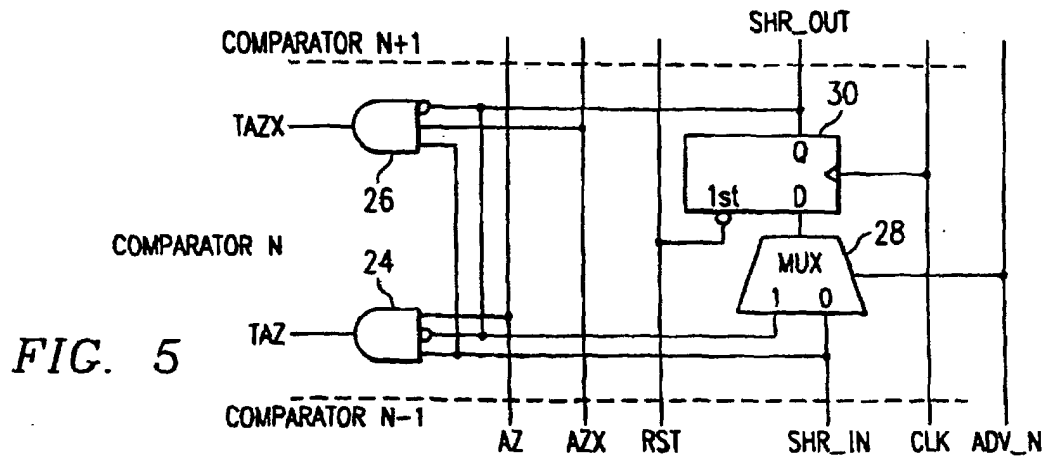 SHR_OUT
COMPARATOR N+1
30
TAZX
Q
26
1st
D
COMPARATOR N
28
24
MUX
1 0
TAZ
FIG. 5
COMPARATOR N-1
AZ AZX RST SHR_IN CLK ADV_N